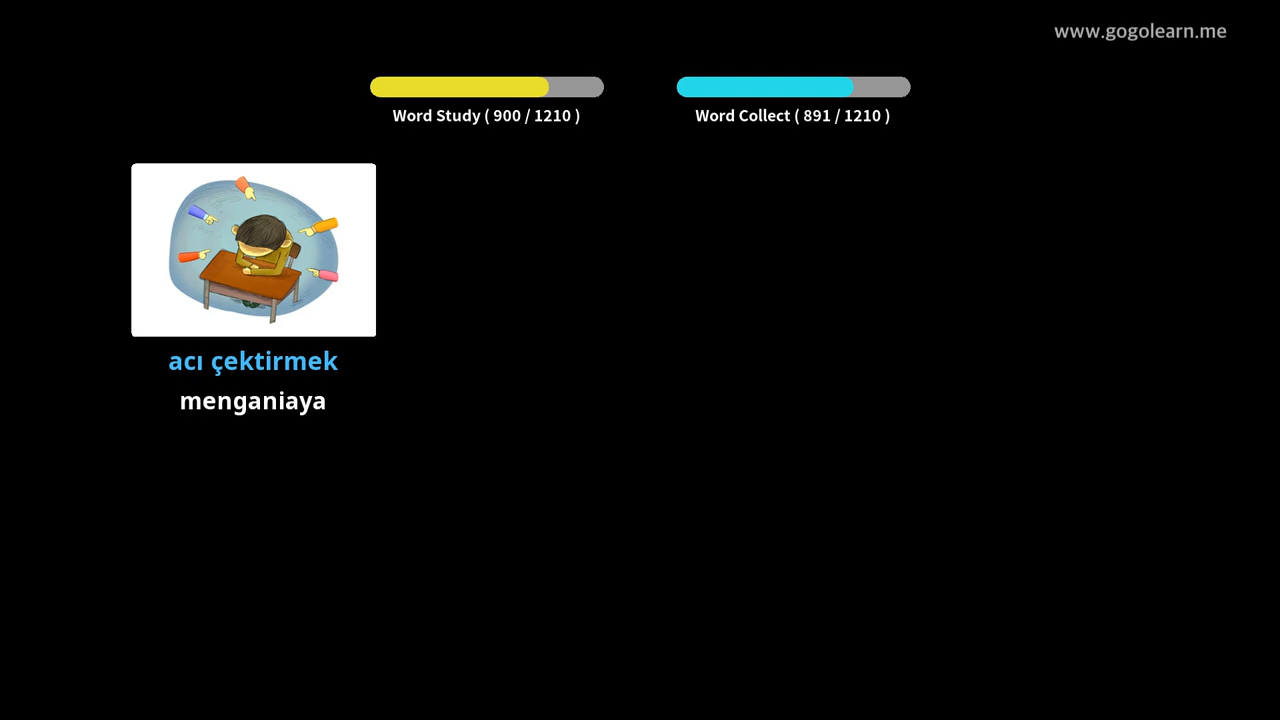 www.gogolearn.me
Word Study ( 900 / 1210 )
Word Collect ( 891 / 1210 )
acı çektirmek
menganiaya